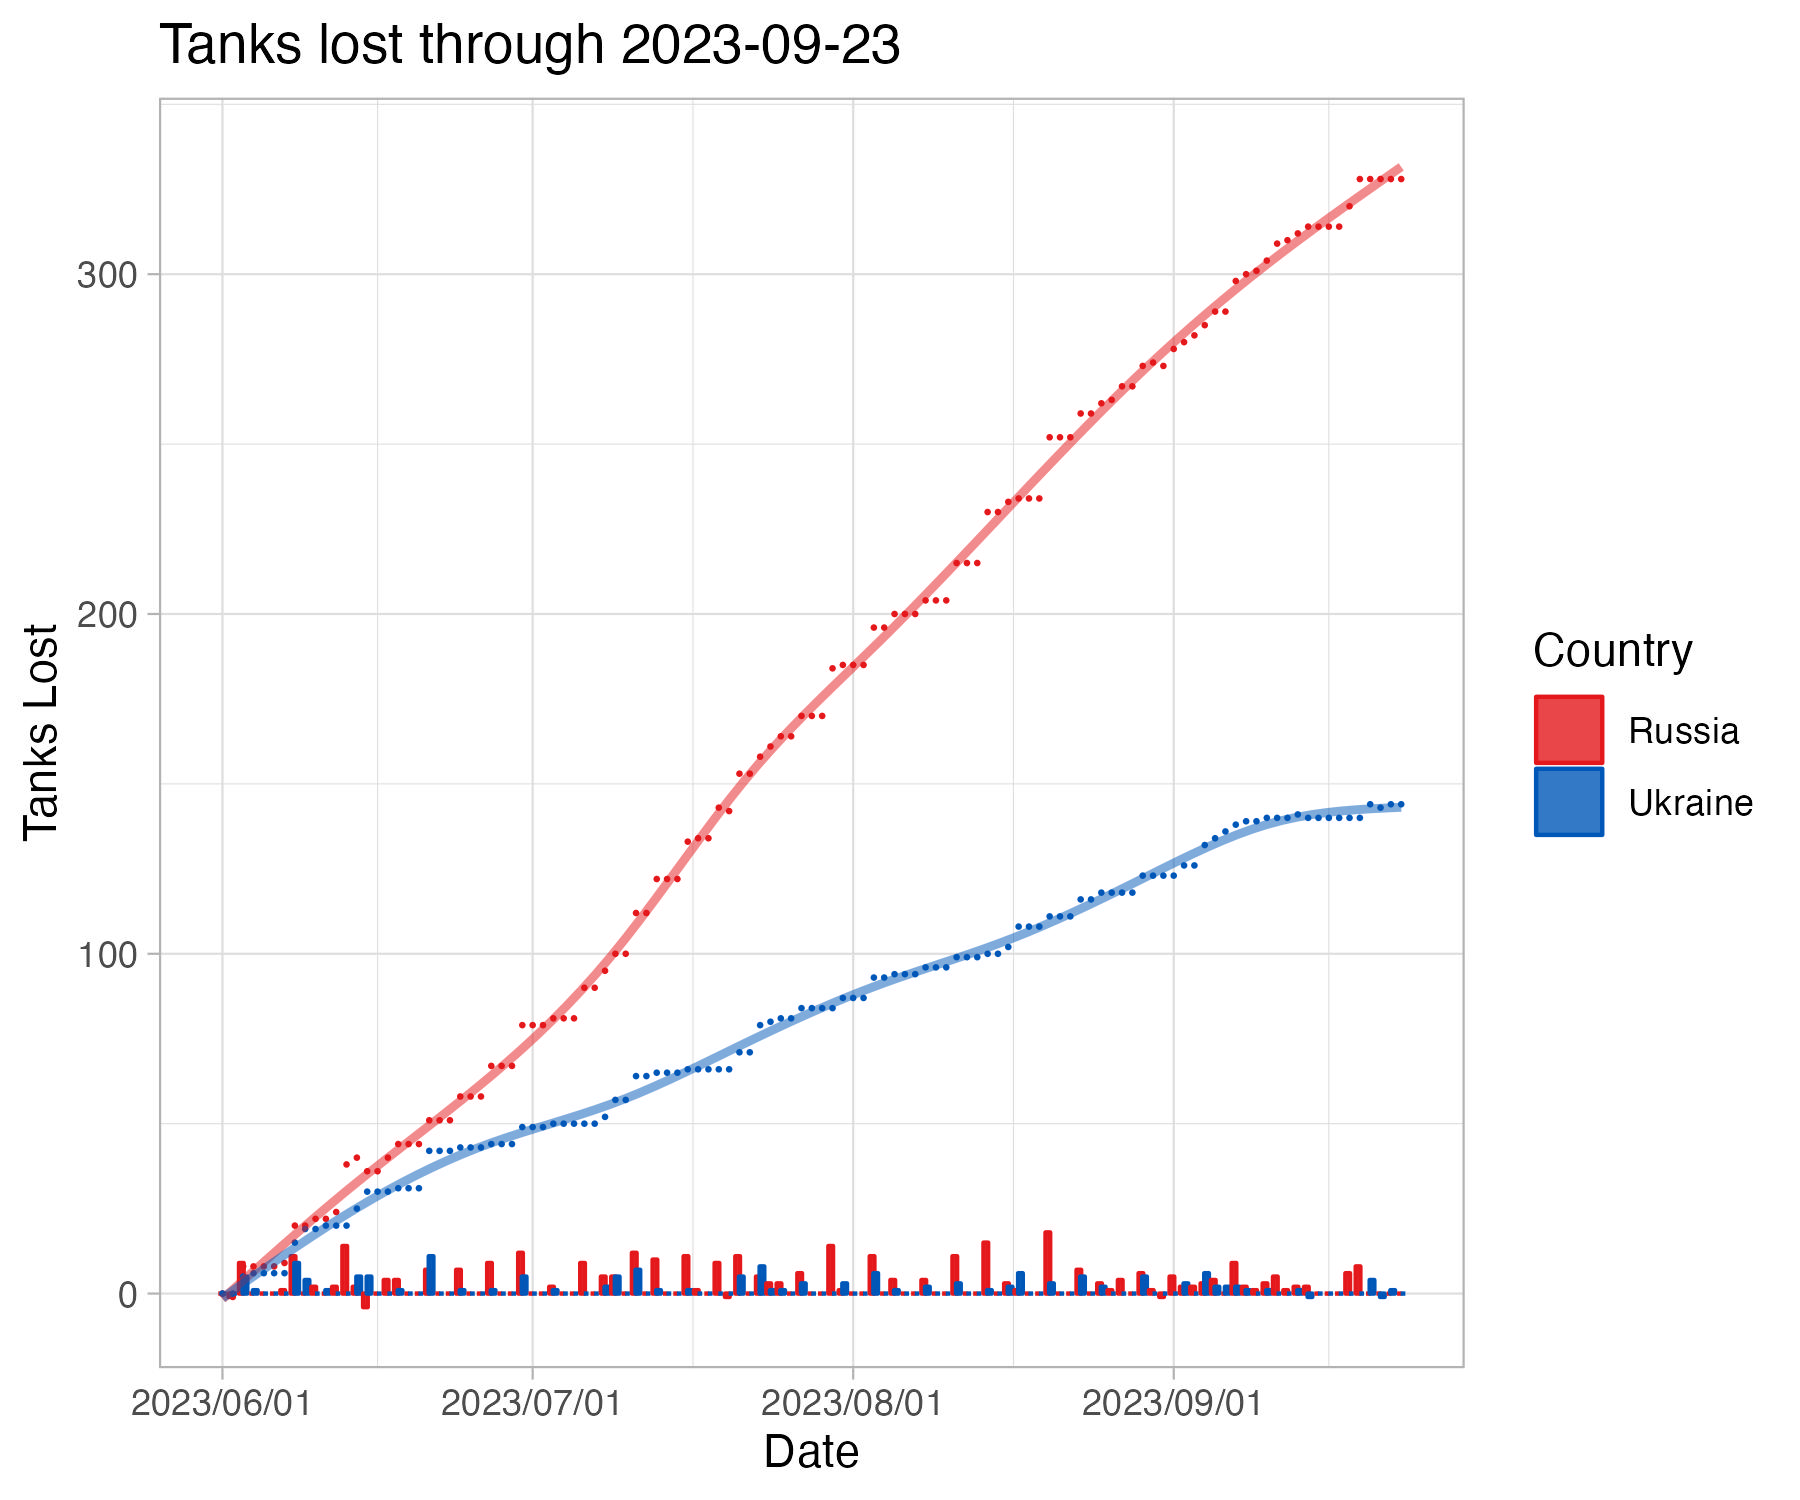 Tanks lost through 2023-09-23
Tanks Lost
300
200
100
0
2023/06/01 2023/07/01 2023/08/01 2023/09/01
Date
Country
Russia
Ukraine